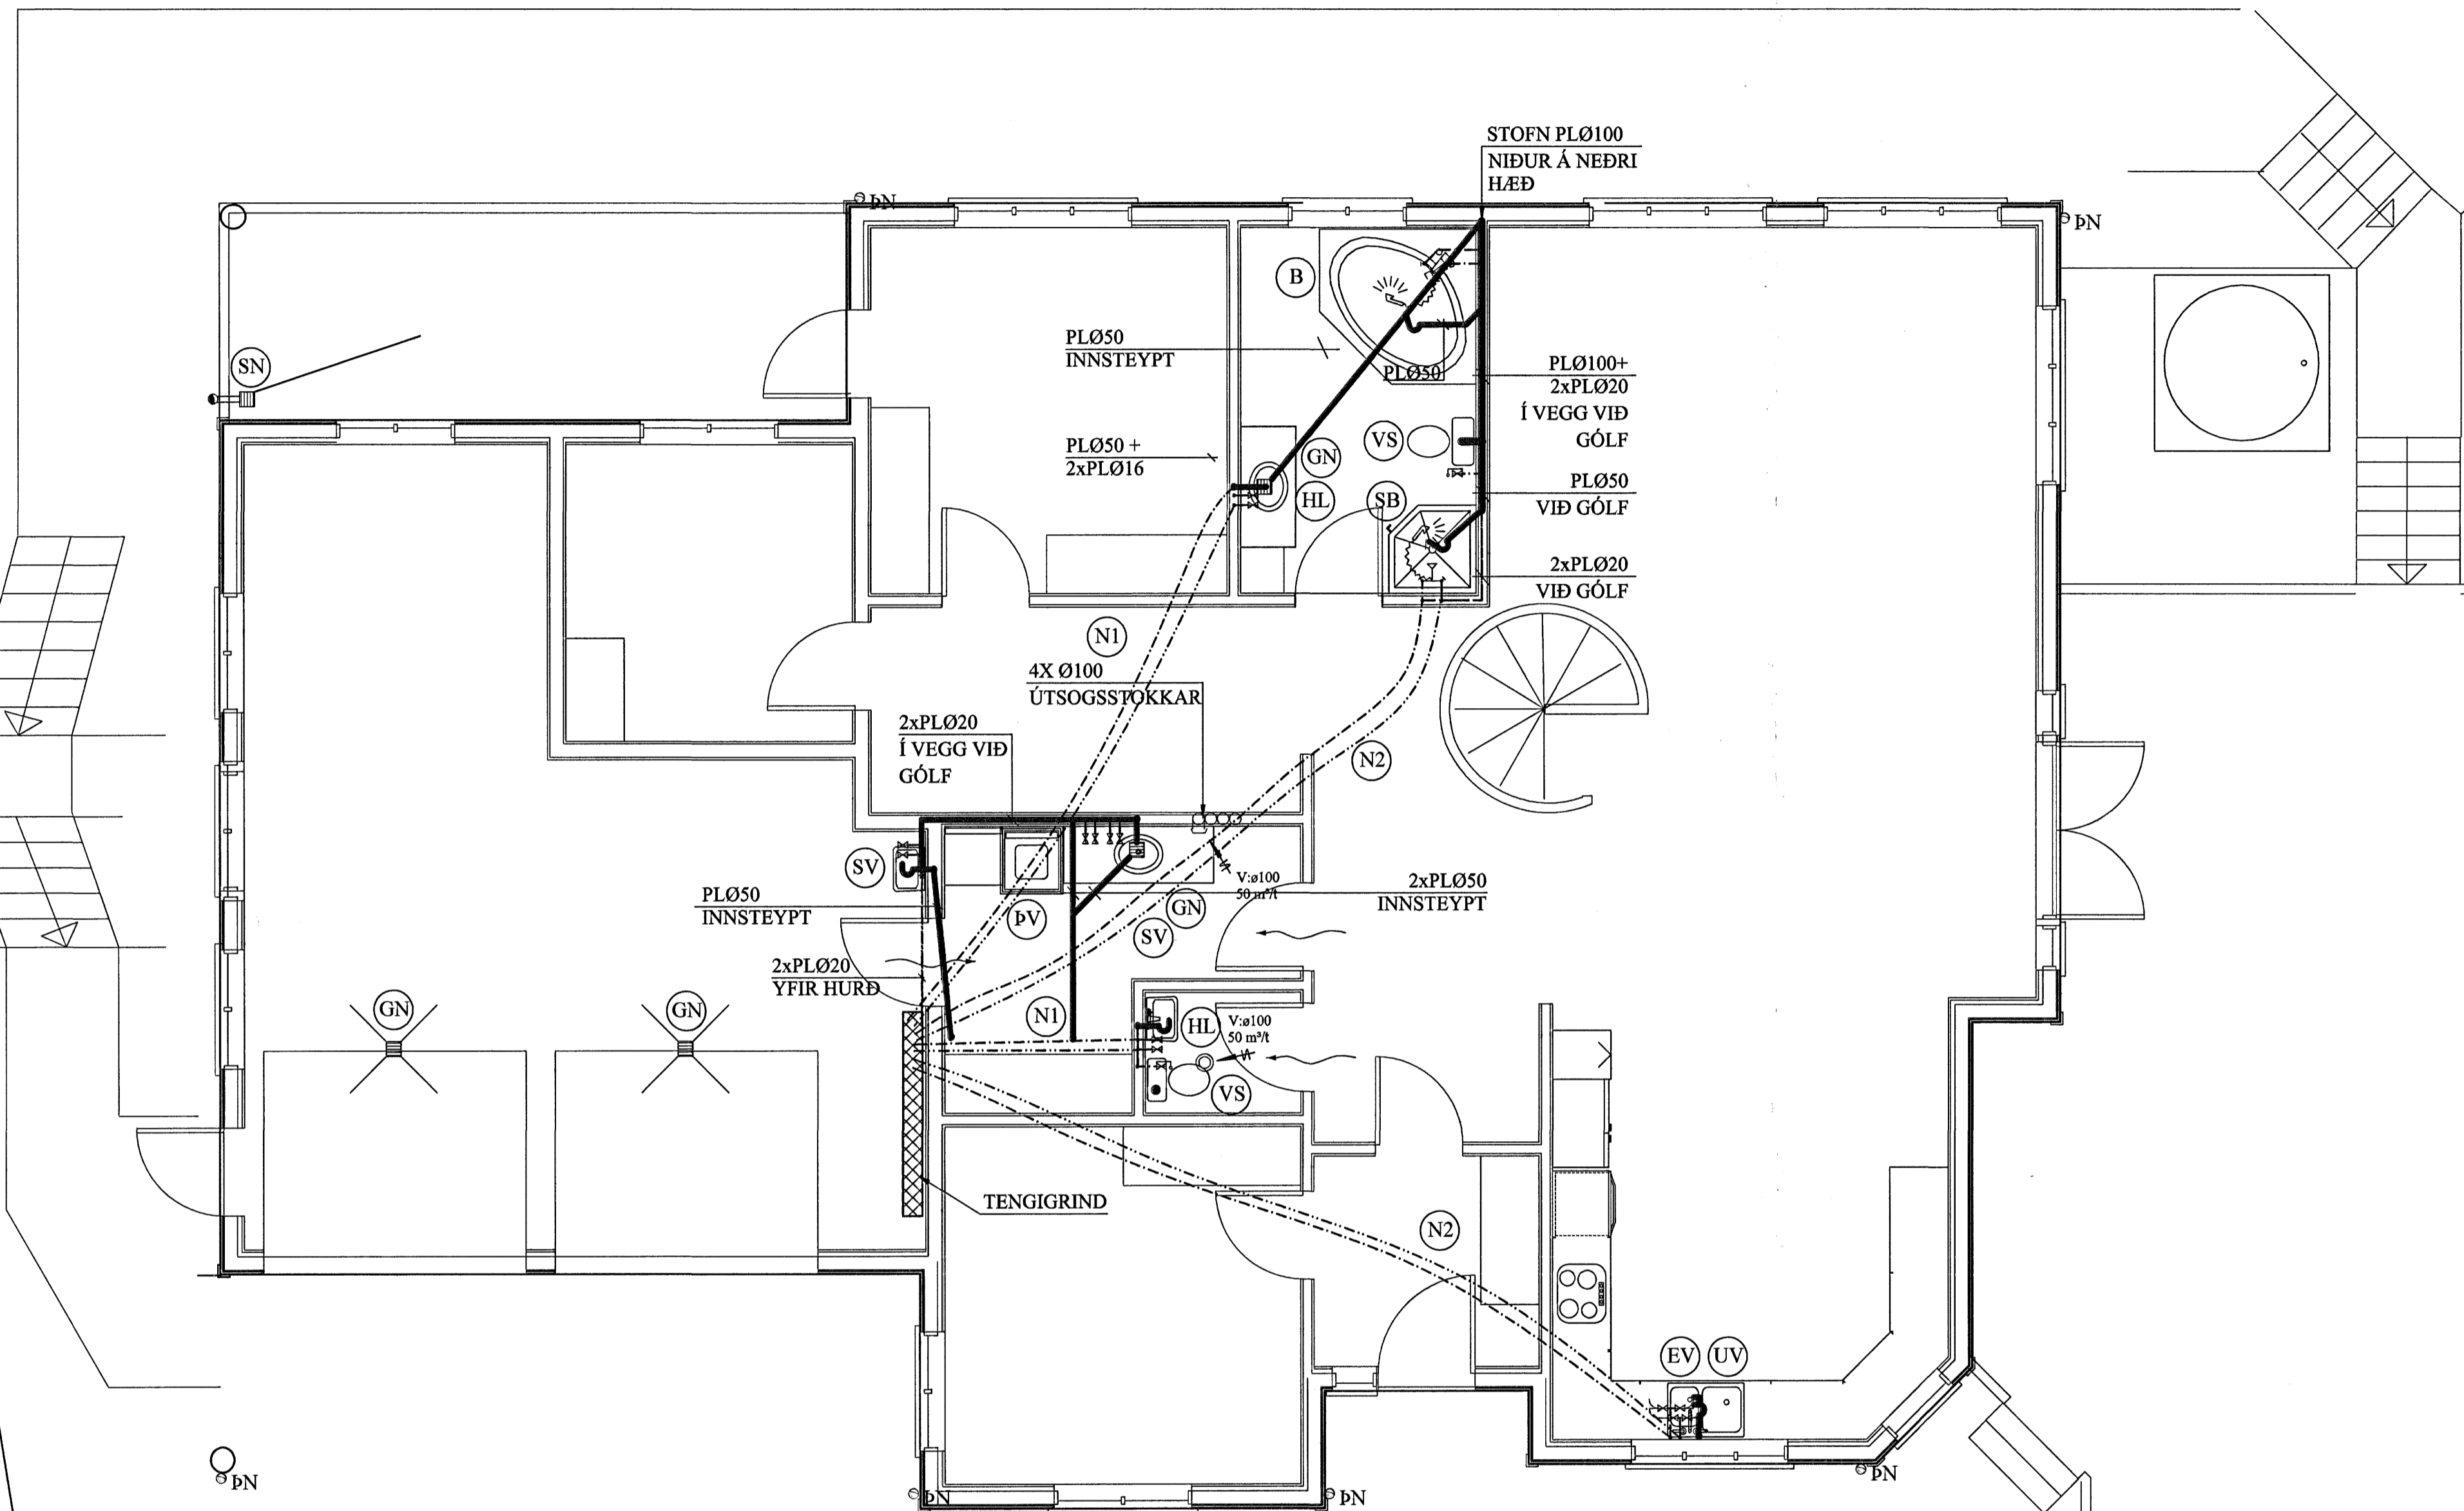 STOFN PLØ100
NIÐUR Á NEÐRI
HÆÐ
ÞN
ÞN
B
SN
PLØ50
INNSTEYPT
PLØ50
PLØ100+
2xPLØ20
Í VEGG VIÐ
GÓLF
PLØ50 +
2xPLØ16
VS
GN
HL
SB
PLØ50
VIÐ GÓLF
2xPLØ20
VIÐ GÓLF
N1
4X Ø100
ÚTSOGSSTOKKAR
2xPLØ20
Í VEGG VIÐ
GÓLF
N2
SV
V:ø100
50 m³/t
2xPLØ50
INNSTEYPT
PLØ50
INNSTEYPT
ÞV
GN
SV
2xPLØ20
YFIR HURÐ
GN
GN
N1
HL
V:ø100
50 m³/t
VS
TENGIGRIND
N2
EV
UV
ÞN
ÞN
ÞN
ÞN